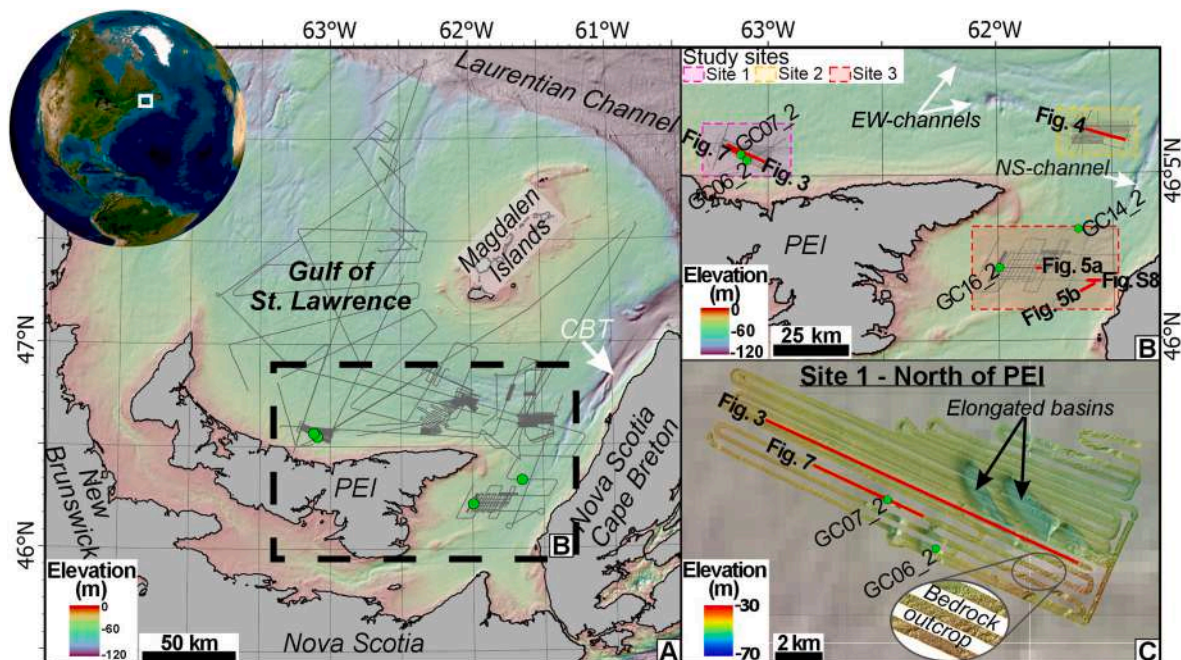 64°W
63°W
62°W
61°W
Laurentian Channel
Magdalen
Islands
Gulf of
St. Lawrence
CBT
47°N
46°N
New
Brunswick
PEI
Nova Scotia
Cape Breton
B
Elevation
(m)
0
-60
-120
50 km
Nova Scotia
A
63°W
62°W
Study sites
Site 1
Site 2
Site 3
EW-channels
Fig. 4
NS-channel
46°5'N
GC07_2
Fig. 7
Fig. 3
GC06_2
PEI
GC14_2
GC16_2
Fig. 5a
Fig. S8
Fig. 5b
46°N
Elevation
(m)
0
-60
-120
25 km
B
Site 1 - North of PEI
Elongated basins
Fig. 3
Fig. 7
GC07_2
GC06_2
Bedrock
outcrop
Elevation
(m)
-30
-70
2 km
C